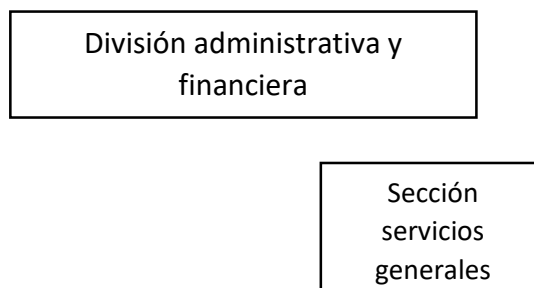 División administrativa y
financiera
Sección
servicios
generales